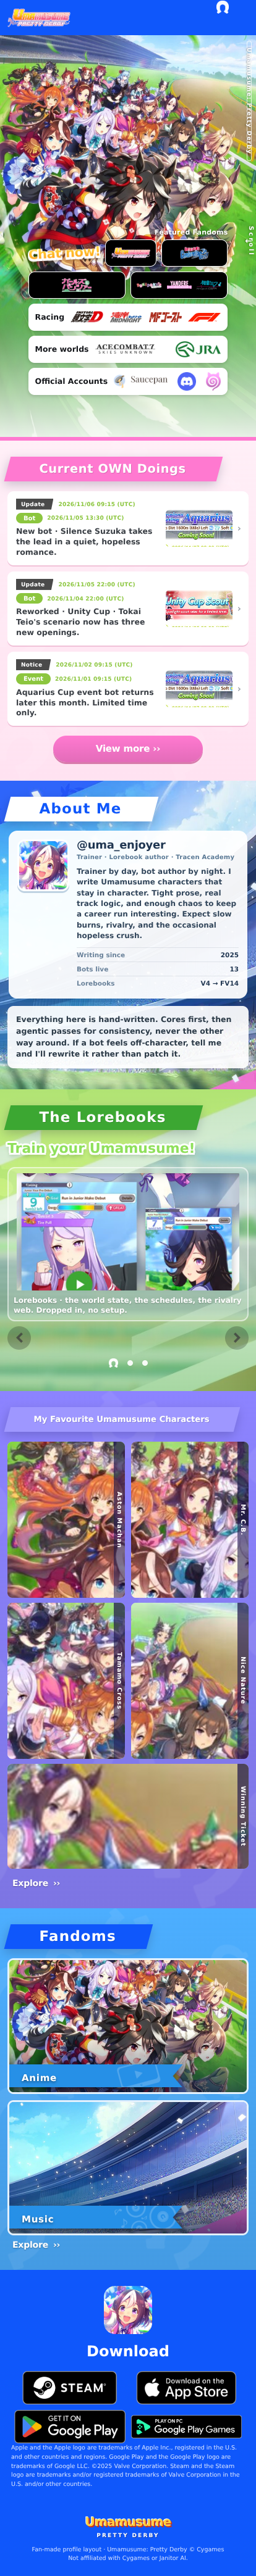 Umamusume
PRETTY DERBY
Umamusume Pretty Derby
Scroll
Featured Fandoms
Chat now!
Racing
MIDNIGHT
MFゴースト
F1
More worlds
ACE COMBAT 7
SKIES UNKNOWN
JRA
Official Accounts
Saucepan
Current OWN Doings
Update
2026/11/06 09:15 (UTC)
Bot
2026/11/05 13:30 (UTC)
New bot · Silence Suzuka takes
the lead in a quiet, hopeless
romance.
Aquarius
Coming Soon!
›
Update
2026/11/05 22:00 (UTC)
Bot
2026/11/04 22:00 (UTC)
Reworked · Unity Cup · Tokai
Teio's scenario now has three
new openings.
Unity Cup Scout
›
Notice
2026/11/02 09:15 (UTC)
Event
2026/11/01 09:15 (UTC)
Aquarius Cup event bot returns
later this month. Limited time
only.
Aquarius
Coming Soon!
›
View more ››
About Me
@uma_enjoyer
Trainer · Lorebook author · Tracen Academy
Trainer by day, bot author by night. I
write Umamusume characters that
stay in character. Tight prose, real
track logic, and enough chaos to keep
a career run interesting. Expect slow
burns, rivalry, and the occasional
hopeless crush.
Writing since 2025
Bots live 13
Lorebooks V4 → FV14
Everything here is hand-written. Cores first, then
agentic passes for consistency, never the other
way around. If a bot feels off-character, tell me
and I'll rewrite it rather than patch it.
The Lorebooks
Train your Umamusume!
9
Lorebooks · the world state, the schedules, the rivalry
web. Dropped in, no setup.
My Favourite Umamusume Characters
Aston Machan
Mr. C.B.
Tamamo Cross
Nice Nature
Winning Ticket
Explore ››
Fandoms
Anime
Music
Explore ››
Download
STEAM
Download on the
App Store
GET IT ON
Google Play
PLAY ON PC
Google Play Games
Apple and the Apple logo are trademarks of Apple Inc., registered in the U.S.
and other countries and regions. Google Play and the Google Play logo are
trademarks of Google LLC. ©2025 Valve Corporation. Steam and the Steam
logo are trademarks and/or registered trademarks of Valve Corporation in the
U.S. and/or other countries.
Umamusume
PRETTY DERBY
Fan-made profile layout · Umamusume: Pretty Derby © Cygames
Not affiliated with Cygames or Janitor AI.